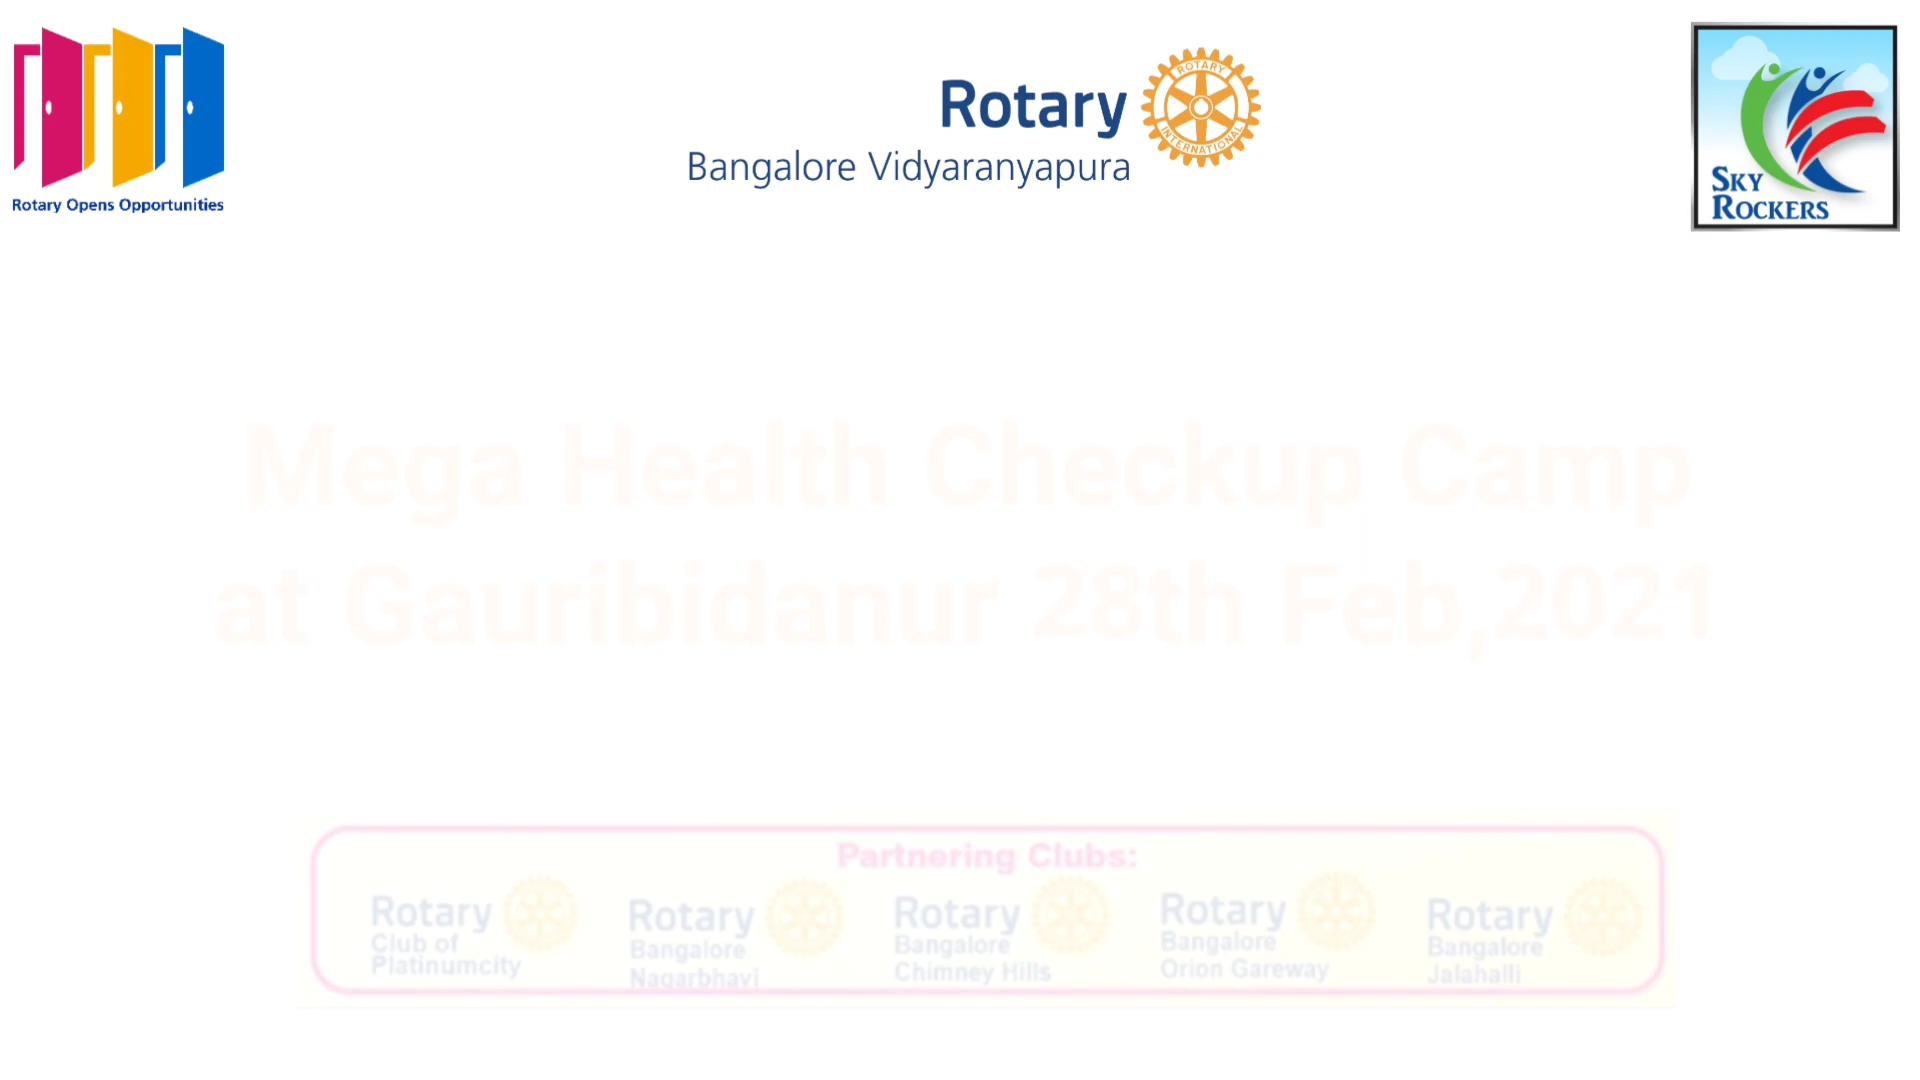 Rotary Opens Opportunities
Rotary
Bangalore Vidyaranyapura
ROTARY
INTERNATIONAL
SKY
ROCKERS
Mega Health Checkup Camp
at Gauribidanur 28th Feb,2021
Partnering Clubs:
Rotary
Club of
Platinumcity
Rotary
Bangalore
Nagarbhavi
Rotary
Bangalore
Chimney Hills
Rotary
Bangalore
Orion Gareway
Rotary
Bangalore
Jalahalli